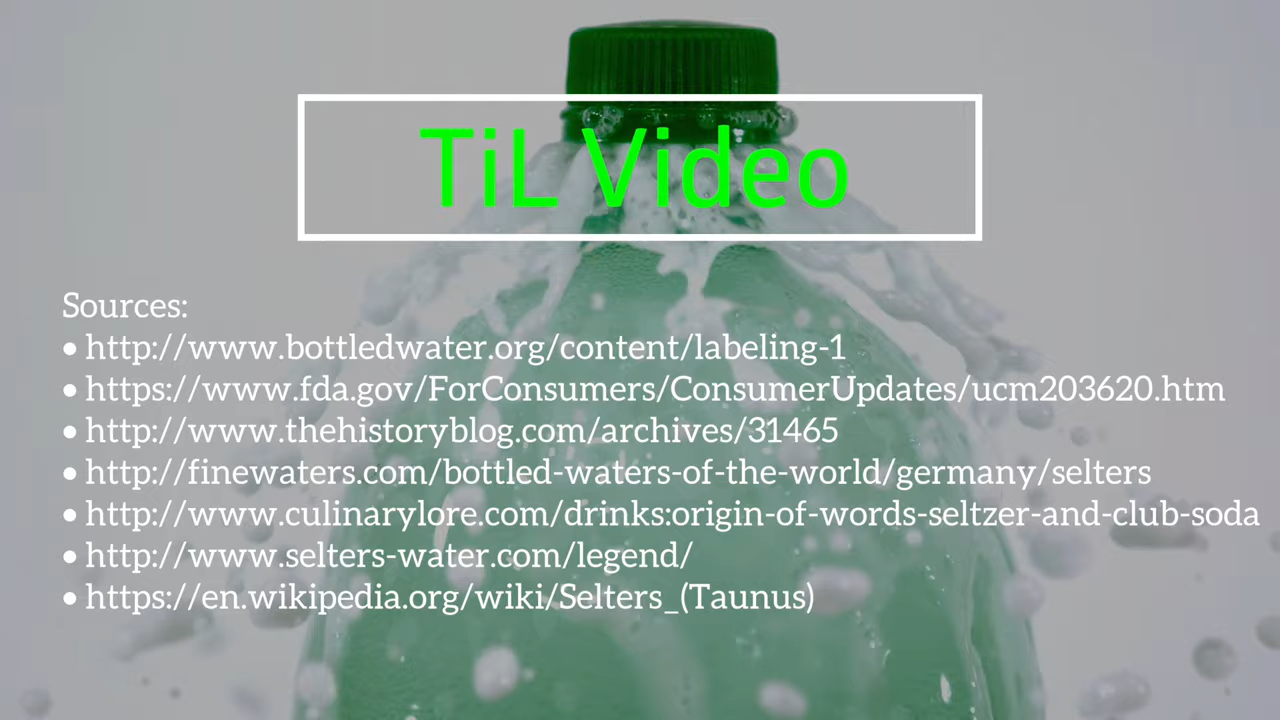 TiL Video
Sources:
• http://www.bottledwater.org/content/labeling-1
• https://www.fda.gov/ForConsumers/ConsumerUpdates/ucm203620.htm
• http://www.thehistoryblog.com/archives/31465
• http://finewaters.com/bottled-waters-of-the-world/germany/selters
• http://www.culinarylore.com/drinks:origin-of-words-seltzer-and-club-soda
• http://www.selters-water.com/legend/
• https://en.wikipedia.org/wiki/Selters_(Taunus)